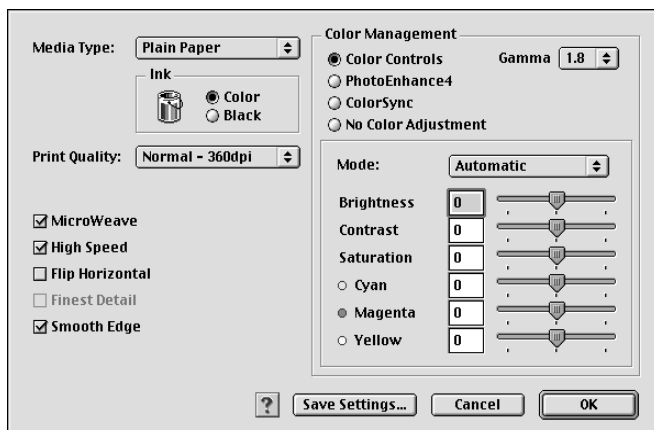 Media Type: Plain Paper
Ink
Color
Black
Print Quality: Normal - 360dpi
MicroWeave
High Speed
Flip Horizontal
Finest Detail
Smooth Edge
Color Management
Color Controls Gamma 1.8
PhotoEnhance4
ColorSync
No Color Adjustment
Mode: Automatic
Brightness 0
Contrast 0
Saturation 0
Cyan 0
Magenta 0
Yellow 0
? Save Settings... Cancel OK